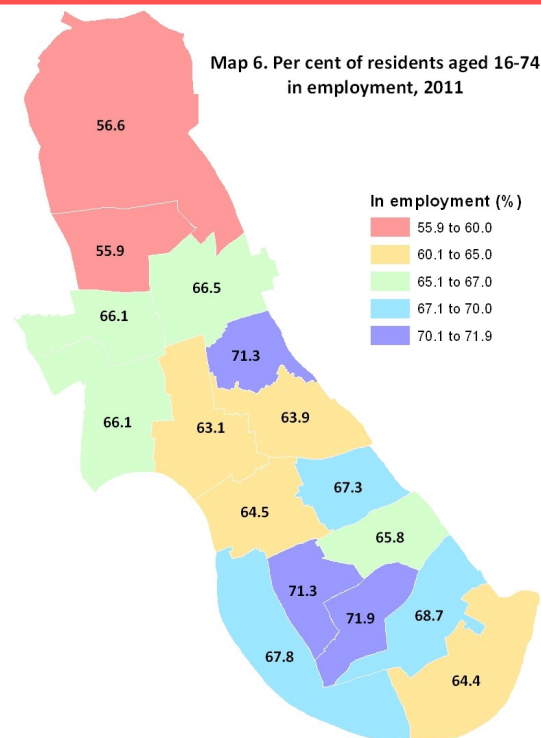 Map 6. Per cent of residents aged 16-74
in employment, 2011
56.6
In employment (%)
55.9 to 60.0
60.1 to 65.0
65.1 to 67.0
67.1 to 70.0
70.1 to 71.9
55.9
66.5
66.1
71.3
66.1
63.1
63.9
67.3
64.5
65.8
71.3
71.9
68.7
67.8
64.4